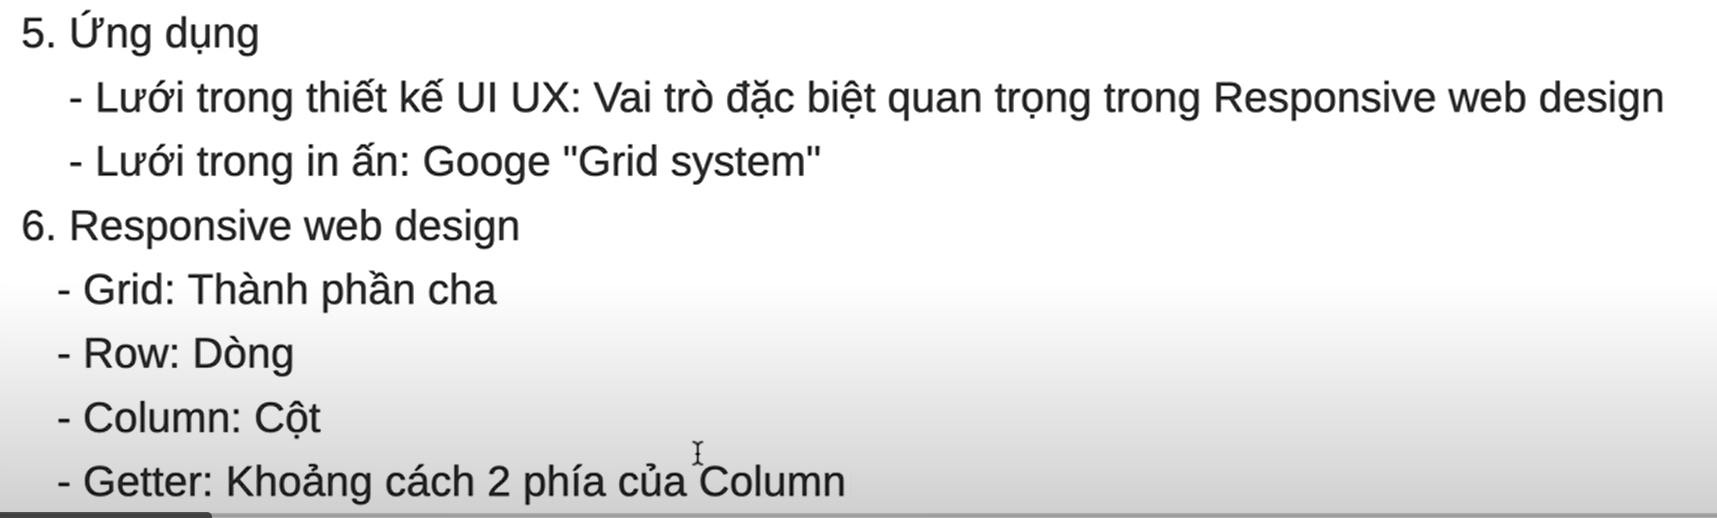 5. Ứng dụng
- Lưới trong thiết kế UI UX: Vai trò đặc biệt quan trọng trong Responsive web design
- Lưới trong in ấn: Googe "Grid system"
6. Responsive web design
- Grid: Thành phần cha
- Row: Dòng
- Column: Cột
- Getter: Khoảng cách 2 phía của Column